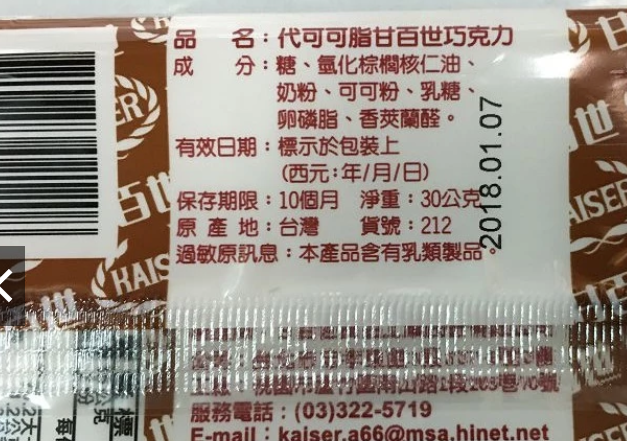 品　　名：代可可脂甘百世巧克力
成　　分：糖、氫化棕櫚核仁油、
奶粉、可可粉、乳糖、
卵磷脂、香莢蘭醛。
有效日期：標示於包裝上
(西元:年/月/日)
保存期限：10個月　淨重：30公克
原 產 地：台灣　　貨號：212
過敏原訊息：本產品含有乳類製品。
2018.01.07
服務電話：(03)322-5719
E-mail：kaiser.a66@msa.hinet.net
KAISER
百世